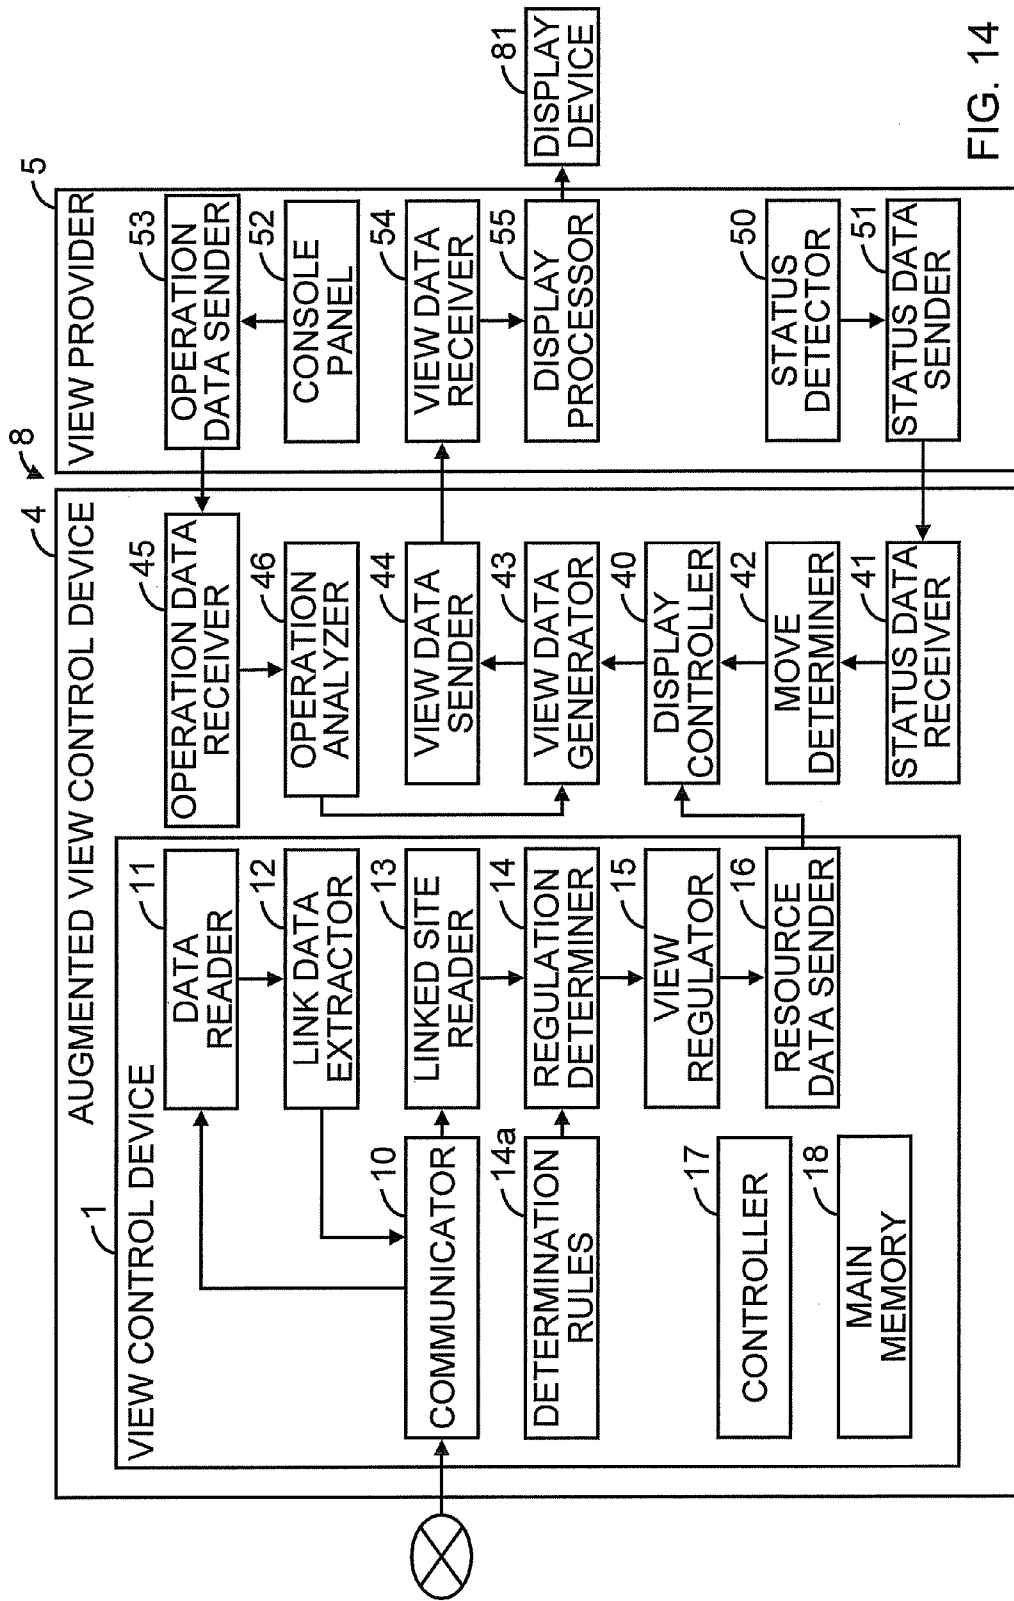 8
4
AUGMENTED VIEW CONTROL DEVICE
1
VIEW CONTROL DEVICE
10
COMMUNICATOR
11
DATA
READER
12
LINK DATA
EXTRACTOR
13
LINKED SITE
READER
14a
DETERMINATION
RULES
14
REGULATION
DETERMINER
15
VIEW
REGULATOR
16
RESOURCE
DATA SENDER
17
CONTROLLER
18
MAIN
MEMORY
45
OPERATION DATA
RECEIVER
46
OPERATION
ANALYZER
44
VIEW DATA
SENDER
43
VIEW DATA
GENERATOR
40
DISPLAY
CONTROLLER
42
MOVE
DETERMINER
41
STATUS DATA
RECEIVER
5
VIEW PROVIDER
53
OPERATION
DATA SENDER
52
CONSOLE
PANEL
54
VIEW DATA
RECEIVER
55
DISPLAY
PROCESSOR
50
STATUS
DETECTOR
51
STATUS DATA
SENDER
81
DISPLAY
DEVICE
FIG. 14